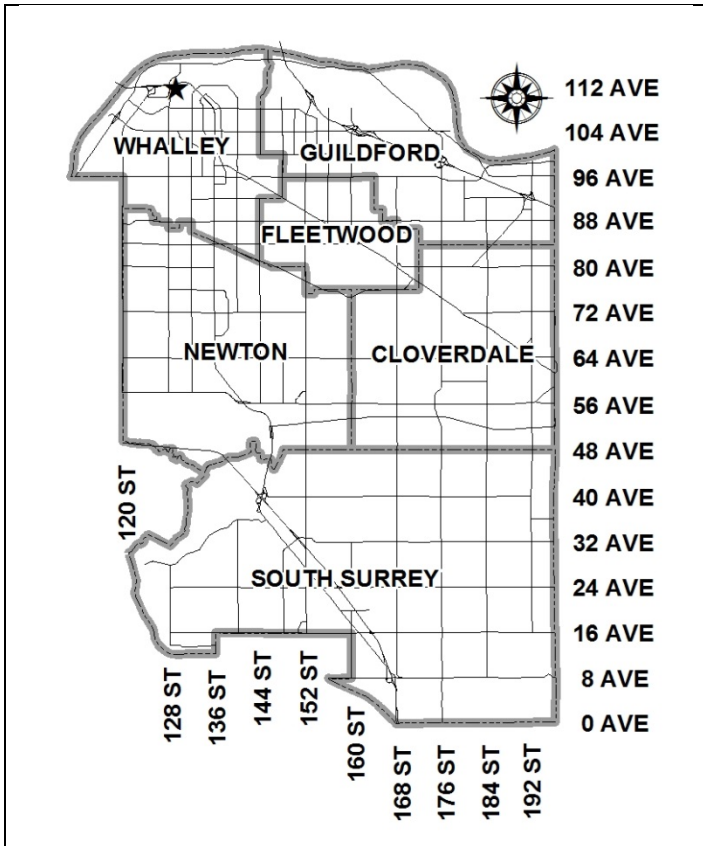 112 AVE
104 AVE
WHALLEY
GUILDFORD
96 AVE
88 AVE
FLEETWOOD
80 AVE
72 AVE
NEWTON
CLOVERDALE
64 AVE
56 AVE
48 AVE
120 ST
40 AVE
32 AVE
SOUTH SURREY
24 AVE
16 AVE
8 AVE
0 AVE
128 ST
136 ST
144 ST
152 ST
160 ST
168 ST
176 ST
184 ST
192 ST